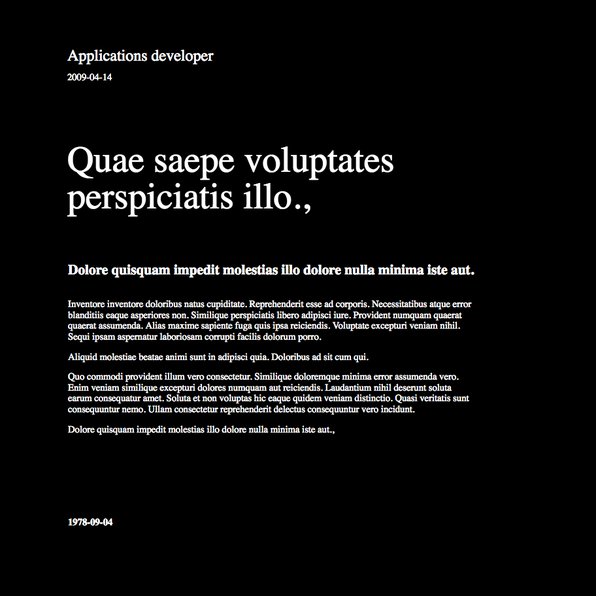 Applications developer
2009-04-14
Quae saepe voluptates
perspiciatis illo.,
Dolore quisquam impedit molestias illo dolore nulla minima iste aut.
Inventore inventore doloribus natus cupiditate. Reprehenderit esse ad corporis. Necessitatibus atque error
blanditiis eaque asperiores non. Similique perspiciatis libero adipisci iure. Provident numquam quaerat
quaerat assumenda. Alias maxime sapiente fuga quis ipsa reiciendis. Voluptate excepturi veniam nihil.
Sequi ipsam aspernatur laboriosam corrupti facilis dolorum porro.
Aliquid molestiae beatae animi sunt in adipisci quia. Doloribus ad sit cum qui.
Quo commodi provident illum vero consectetur. Similique doloremque minima error assumenda vero.
Enim veniam similique excepturi dolores numquam aut reiciendis. Laudantium nihil deserunt soluta
earum consequatur amet. Soluta et non voluptas hic eaque quidem veniam distinctio. Quasi veritatis sunt
consequuntur nemo. Ullam consectetur reprehenderit delectus consequuntur vero incidunt.
Dolore quisquam impedit molestias illo dolore nulla minima iste aut.,
1978-09-04